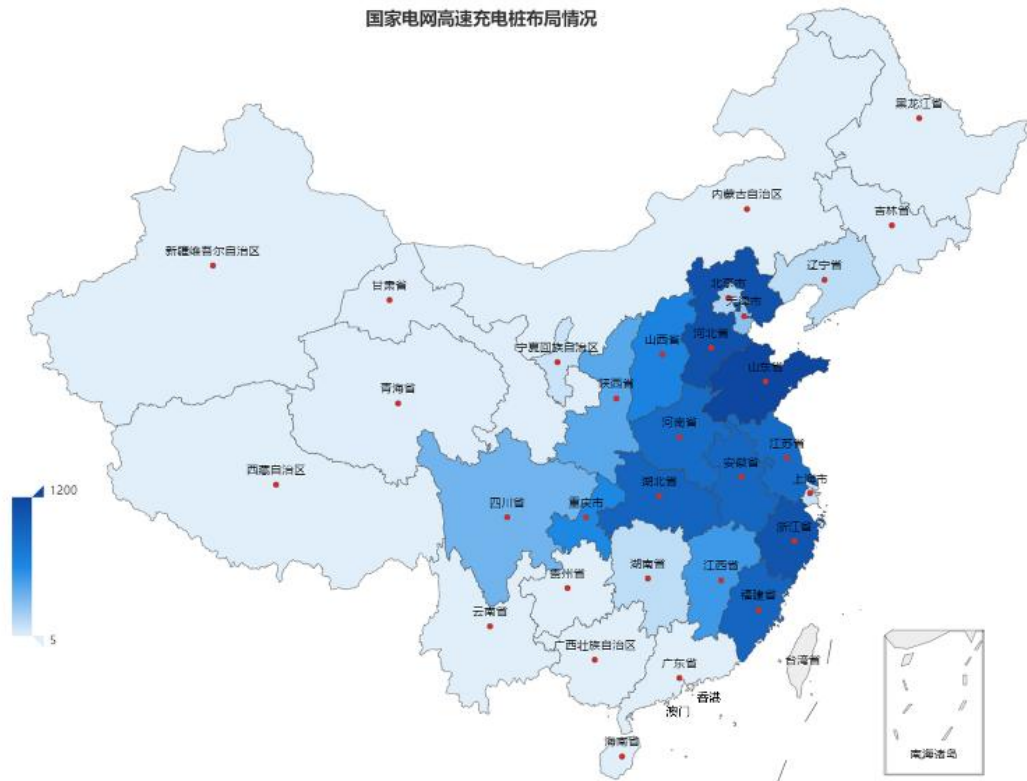 国家电网高速充电桩布局情况
黑龙江省
内蒙古自治区
吉林省
新疆维吾尔自治区
辽宁省
甘肃省
北京市
天津市
宁夏回族自治区
山西省
河北省
山东省
青海省
陕西省
河南省
江苏省
西藏自治区
安徽省
上海市
1200
四川省
重庆市
湖北省
浙江省
湖南省
江西省
贵州省
福建省
云南省
5
广西壮族自治区
广东省
台湾省
香港
澳门
海南省
南海诸岛